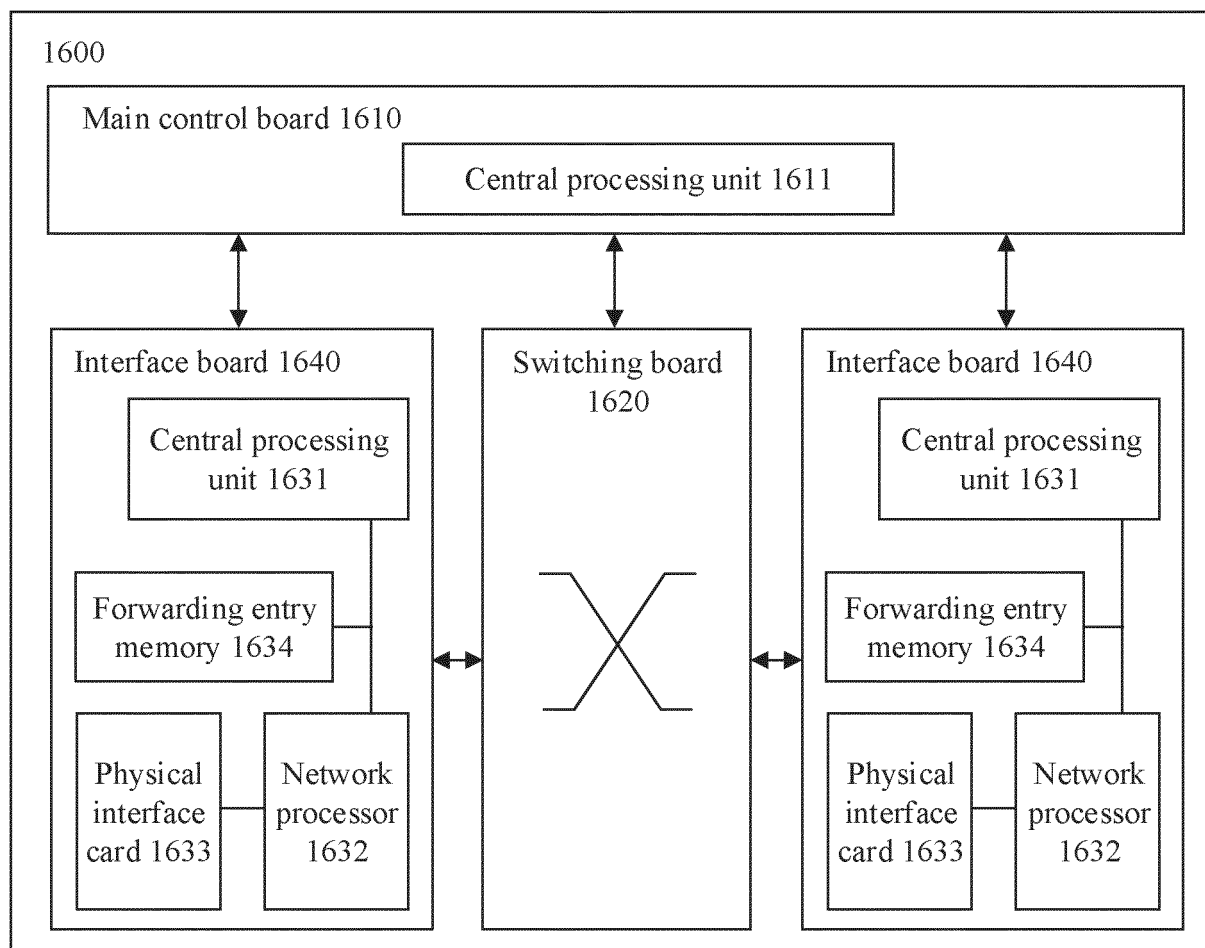 1600
Main control board 1610
Central processing unit 1611
Interface board 1640
Central processing
unit 1631
Forwarding entry
memory 1634
Physical
interface
card 1633
Network
processor
1632
Switching board
1620
Interface board 1640
Central processing
unit 1631
Forwarding entry
memory 1634
Physical
interface
card 1633
Network
processor
1632